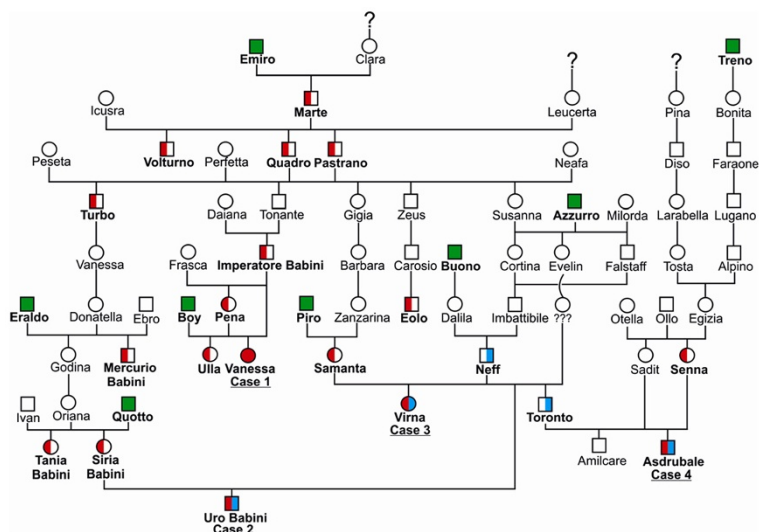 ?
Emiro
Clara
?
?
Treno
Icusra
Marte
Leucerta
Pina
Bonita
Peseta
Volturno
Perfetta
Quadro
Pastrano
Neafa
Diso
Faraone
Turbo
Daiana
Tonante
Gigia
Zeus
Susanna
Azzurro
Milorda
Larabella
Lugano
Vanessa
Frasca
Imperatore Babini
Barbara
Carosio
Buono
Cortina
Evelin
Falstaff
Tosta
Alpino
Eraldo
Donatella
Ebro
Boy
Pena
Piro
Zanzarina
Eolo
Dalila
Imbattibile
???
Otella
Ollo
Egizia
Godina
Mercurio
Babini
Ulla
Vanessa
Case 1
Samanta
Neff
Sadit
Senna
Ivan
Oriana
Quotto
Virna
Case 3
Toronto
Tania
Babini
Siria
Babini
Amilcare
Asdrubale
Case 4
Uro Babini
Case 2